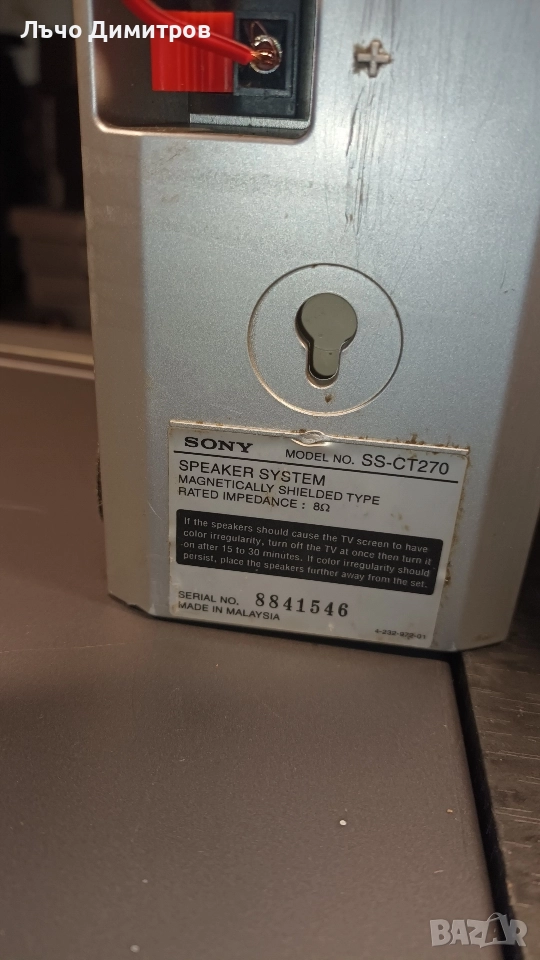 Лъчо Димитров
+
SONY MODEL NO. SS-CT270
SPEAKER SYSTEM
MAGNETICALLY SHIELDED TYPE
RATED IMPEDANCE : 8Ω
If the speakers should cause the TV screen to have
color irregularity, turn off the TV at once then turn it
on after 15 to 30 minutes. If color irregularity should
persist, place the speakers further away from the set.
SERIAL NO. 8841546
MADE IN MALAYSIA
BAZAR